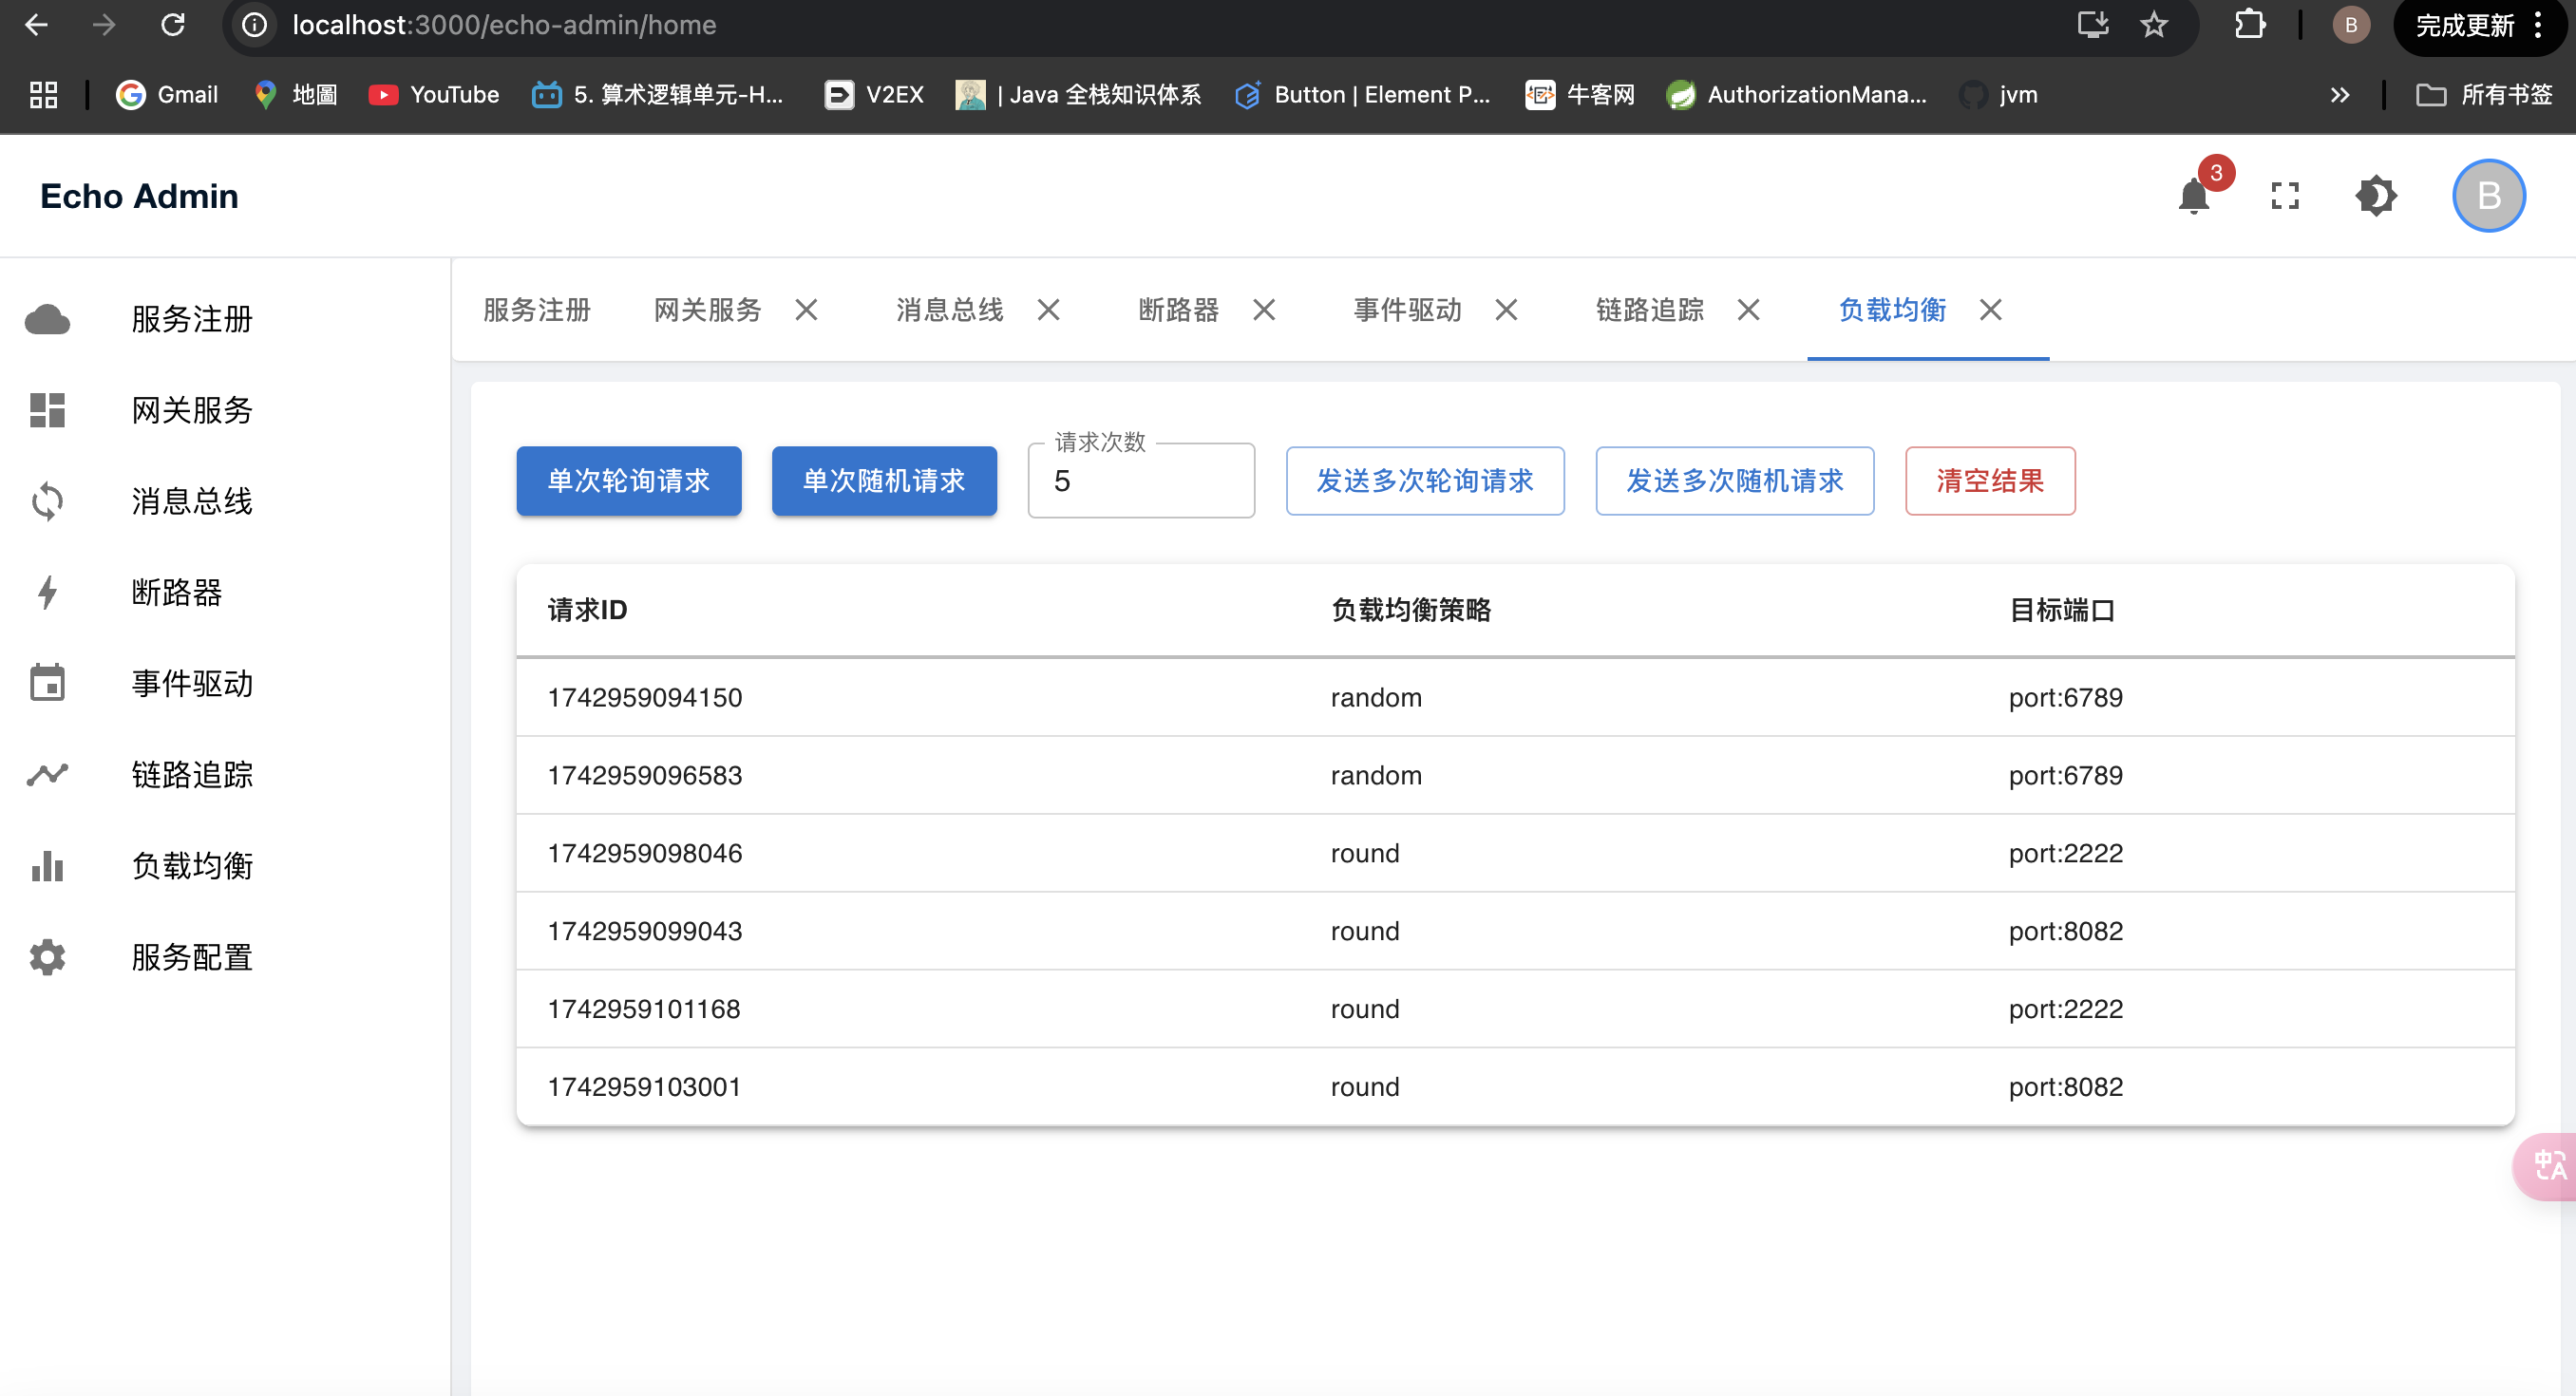 localhost:3000/echo-admin/home
B
完成更新
Gmail
地圖
YouTube
5. 算术逻辑单元-H...
V2EX
| Java 全栈知识体系
Button | Element P...
牛客网
AuthorizationMana...
jvm
所有书签
Echo Admin
3
B
服务注册
网关服务
消息总线
断路器
事件驱动
链路追踪
负载均衡
服务配置
服务注册
网关服务
消息总线
断路器
事件驱动
链路追踪
负载均衡
单次轮询请求
单次随机请求
请求次数
5
发送多次轮询请求
发送多次随机请求
清空结果
请求ID 负载均衡策略 目标端口
1742959094150 random port:6789
1742959096583 random port:6789
1742959098046 round port:2222
1742959099043 round port:8082
1742959101168 round port:2222
1742959103001 round port:8082
中A